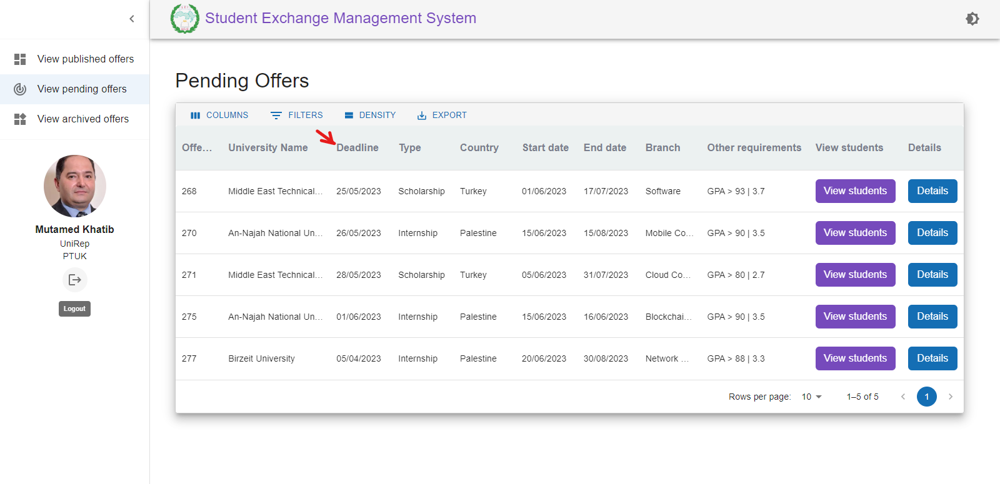 Student Exchange Management System
View published offers
View pending offers
View archived offers
Mutamed Khatib
UniRep
PTUK
Logout
Pending Offers
COLUMNS FILTERS DENSITY EXPORT
Offe... University Name Deadline Type Country Start date End date Branch Other requirements View students Details
268 Middle East Technical... 25/05/2023 Scholarship Turkey 01/06/2023 17/07/2023 Software GPA > 93 | 3.7 View students Details
270 An-Najah National Un... 26/05/2023 Internship Palestine 15/06/2023 15/08/2023 Mobile Co... GPA > 90 | 3.5 View students Details
271 Middle East Technical... 28/05/2023 Scholarship Turkey 05/06/2023 31/07/2023 Cloud Co... GPA > 80 | 2.7 View students Details
275 An-Najah National Un... 01/06/2023 Internship Palestine 15/06/2023 16/06/2023 Blockchai... GPA > 90 | 3.5 View students Details
277 Birzeit University 05/04/2023 Internship Palestine 20/06/2023 30/08/2023 Network ... GPA > 88 | 3.3 View students Details
Rows per page: 10 1–5 of 5 1